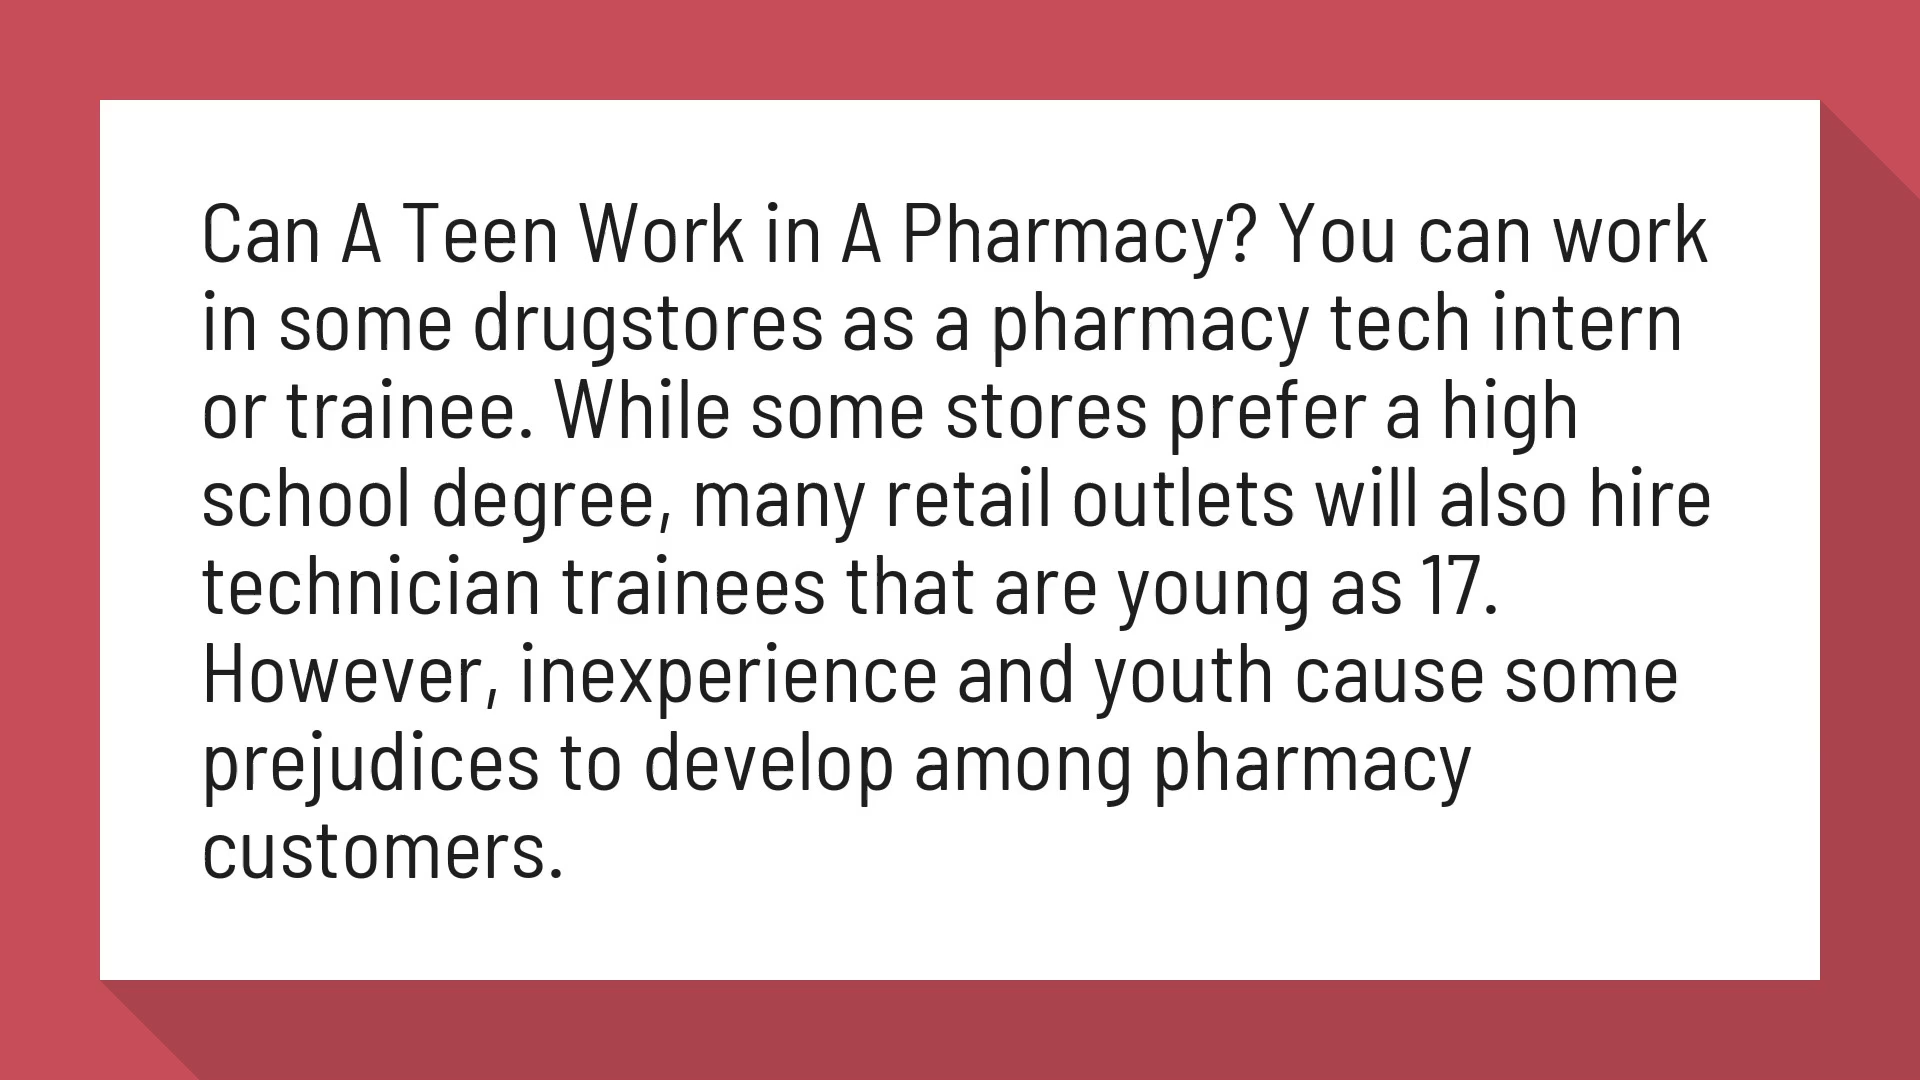 Can A Teen Work in A Pharmacy? You can work
in some drugstores as a pharmacy tech intern
or trainee. While some stores prefer a high
school degree, many retail outlets will also hire
technician trainees that are young as 17.
However, inexperience and youth cause some
prejudices to develop among pharmacy
customers.